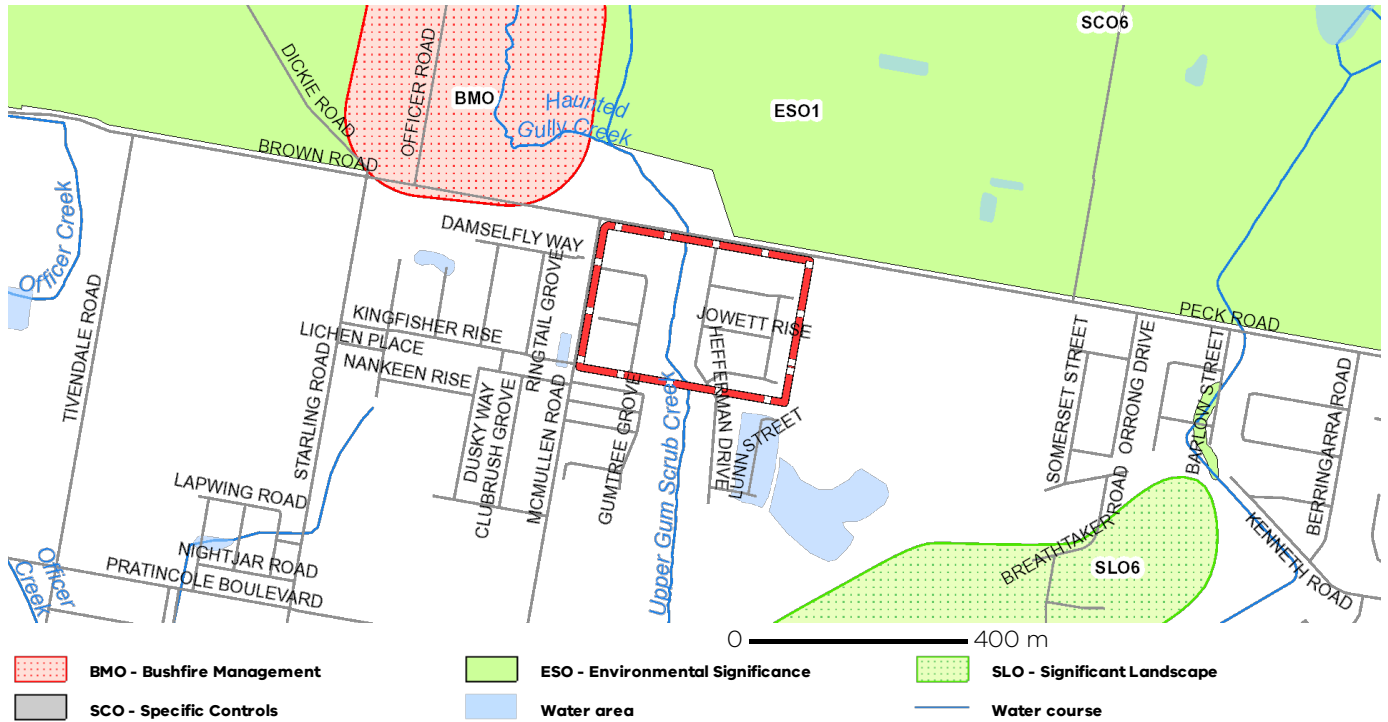 SCO6
DICKIE ROAD
OFFICER ROAD
BMO
Haunted
Gully Creek
ESO1
BROWN ROAD
Officer Creek
DAMSELFLY WAY
RINGTAIL GROVE
TIVENDALE ROAD
KINGFISHER RISE
LICHEN PLACE
NANKEEN RISE
STARLING ROAD
JOWETT RISE
HEFFERMAN DRIVE
PECK ROAD
SOMERSET STREET
ORRONG DRIVE
BARLOW STREET
BERRINGARRA ROAD
DUSKY WAY
CLUBRUSH GROVE
MCMULLEN ROAD
GUMTREE GROVE
Upper Gum Scrub Creek
LUNN STREET
LAPWING ROAD
NIGHTJAR ROAD
PRATINCOLE BOULEVARD
Officer
Creek
BREATHTAKER ROAD
SLO6
KENNETH ROAD
0 400 m
BMO - Bushfire Management
ESO - Environmental Significance
SLO - Significant Landscape
SCO - Specific Controls
Water area
Water course